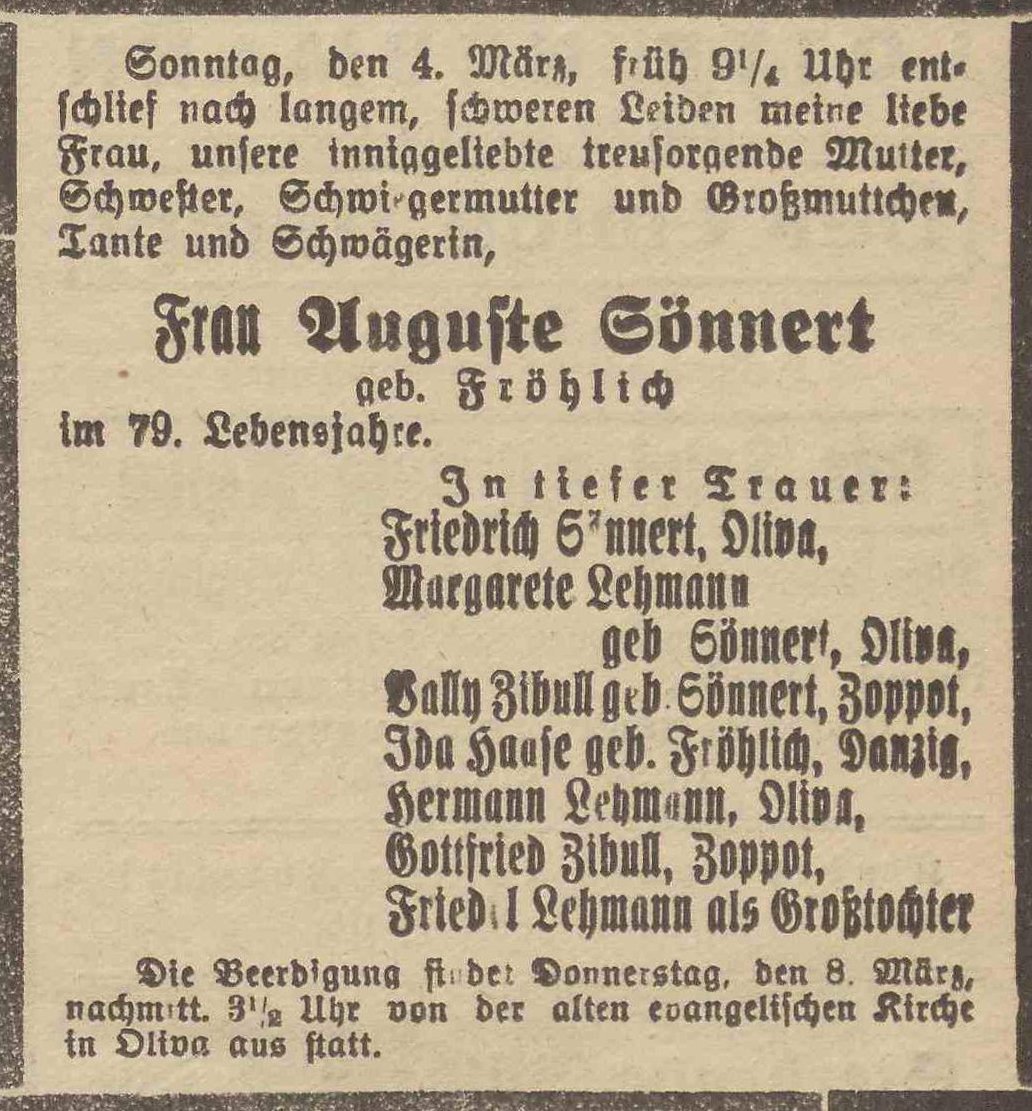 Sonntag, den 4. März, früh 9¼ Uhr ent-
schlief nach langem, schweren Leiden meine liebe
Frau, unsere inniggeliebte treusorgende Mutter,
Schwester, Schwiegermutter und Großmuttchen,
Tante und Schwägerin,
Frau Auguste Sönnert
geb. Fröhlich
im 79. Lebensjahre.
In tiefer Trauer:
Friedrich Sönnert, Oliva,
Margarete Lehmann
geb Sönnert, Oliva,
Vally Zibull geb. Sönnert, Zoppot,
Ida Haase geb. Fröhlich, Danzig,
Hermann Lehmann, Oliva,
Gottfried Zibull, Zoppot,
Friedel Lehmann als Großtochter
Die Beerdigung findet Donnerstag, den 8. März,
nachmitt. 3½ Uhr von der alten evangelischen Kirche
in Oliva aus statt.